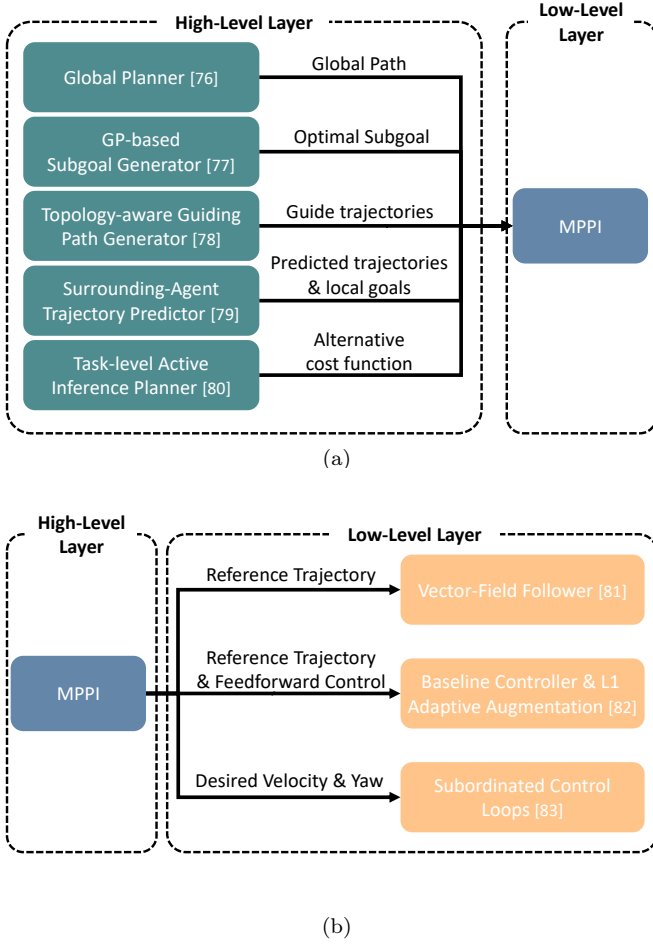 High-Level Layer
Low-Level
Layer
Global Planner [76]
Global Path
GP-based
Subgoal Generator [77]
Optimal Subgoal
Topology-aware Guiding
Path Generator [78]
Guide trajectories
MPPI
Surrounding-Agent
Trajectory Predictor [79]
Predicted trajectories
& local goals
Task-level Active
Inference Planner [80]
Alternative
cost function
(a)
High-Level
Layer
Low-Level Layer
MPPI
Reference Trajectory
Vector-Field Follower [81]
Reference Trajectory
& Feedforward Control
Baseline Controller & L1
Adaptive Augmentation [82]
Desired Velocity & Yaw
Subordinated Control
Loops [83]
(b)